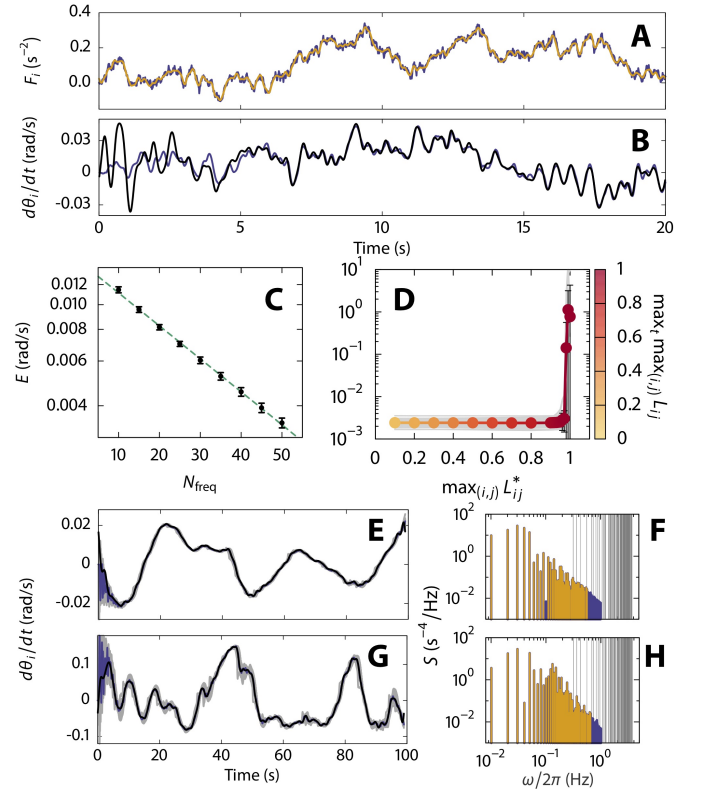 0.4
0.2
0.0
F_i (s^{-2})
A
0.03
0
-0.03
dθ_i/dt (rad/s)
B
0 5 10 15 20
Time (s)
0.012
0.010
0.008
0.006
0.004
E (rad/s)
C
10 20 30 40 50
N_freq
10^1
10^0
10^{-1}
10^{-2}
10^{-3}
D
0 0.2 0.4 0.6 0.8 1
max_{(i,j)} L^*_{ij}
1
0.8
0.6
0.4
0.2
0
max_t max_{(i,j)} L_{ij}
0.02
0
-0.02
E
dθ_i/dt (rad/s)
0.1
0
-0.1
G
0 20 40 60 80 100
Time (s)
10^2
10^0
10^{-2}
F
S (s^{-4}/Hz)
10^2
10^0
10^{-2}
H
10^{-2} 10^{-1} 10^0
ω/2π (Hz)